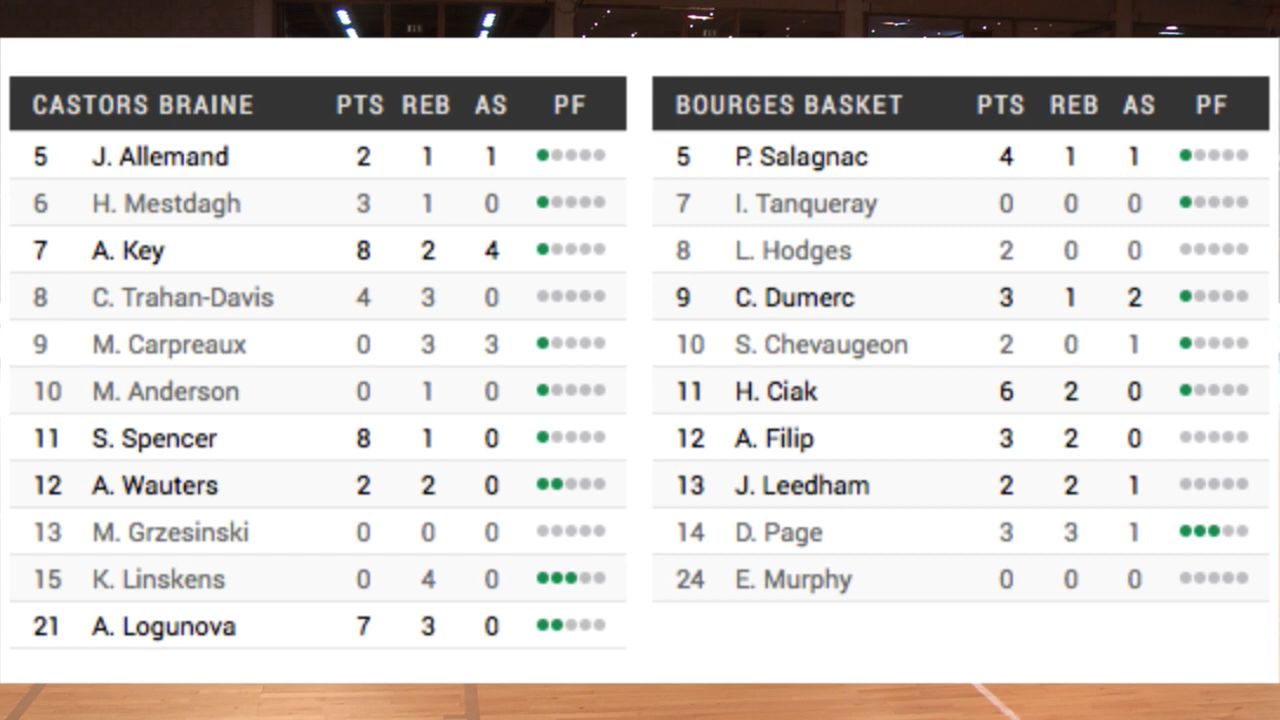 CASTORS BRAINE PTS REB AS PF
5 J. Allemand 2 1 1
6 H. Mestdagh 3 1 0
7 A. Key 8 2 4
8 C. Trahan-Davis 4 3 0
9 M. Carpreaux 0 3 3
10 M. Anderson 0 1 0
11 S. Spencer 8 1 0
12 A. Wauters 2 2 0
13 M. Grzesinski 0 0 0
15 K. Linskens 0 4 0
21 A. Logunova 7 3 0
BOURGES BASKET PTS REB AS PF
5 P. Salagnac 4 1 1
7 I. Tanqueray 0 0 0
8 L. Hodges 2 0 0
9 C. Dumerc 3 1 2
10 S. Chevaugeon 2 0 1
11 H. Ciak 6 2 0
12 A. Filip 3 2 0
13 J. Leedham 2 2 1
14 D. Page 3 3 1
24 E. Murphy 0 0 0